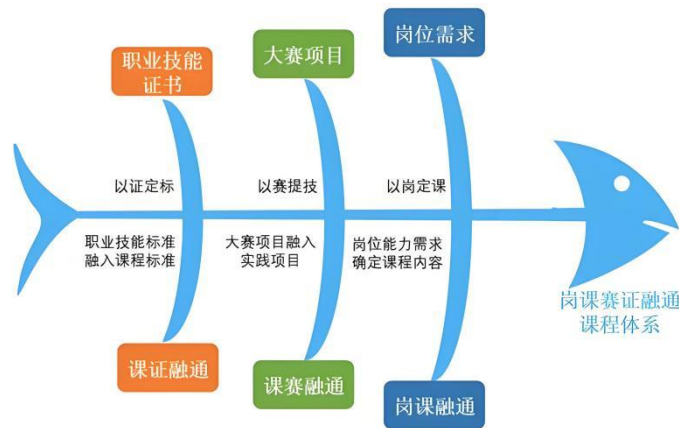 职业技能
证书
大赛项目
岗位需求
以证定标
以赛提技
以岗定课
职业技能标准
融入课程标准
大赛项目融入
实践项目
岗位能力需求
确定课程内容
岗课赛证融通
课程体系
课证融通
课赛融通
岗课融通